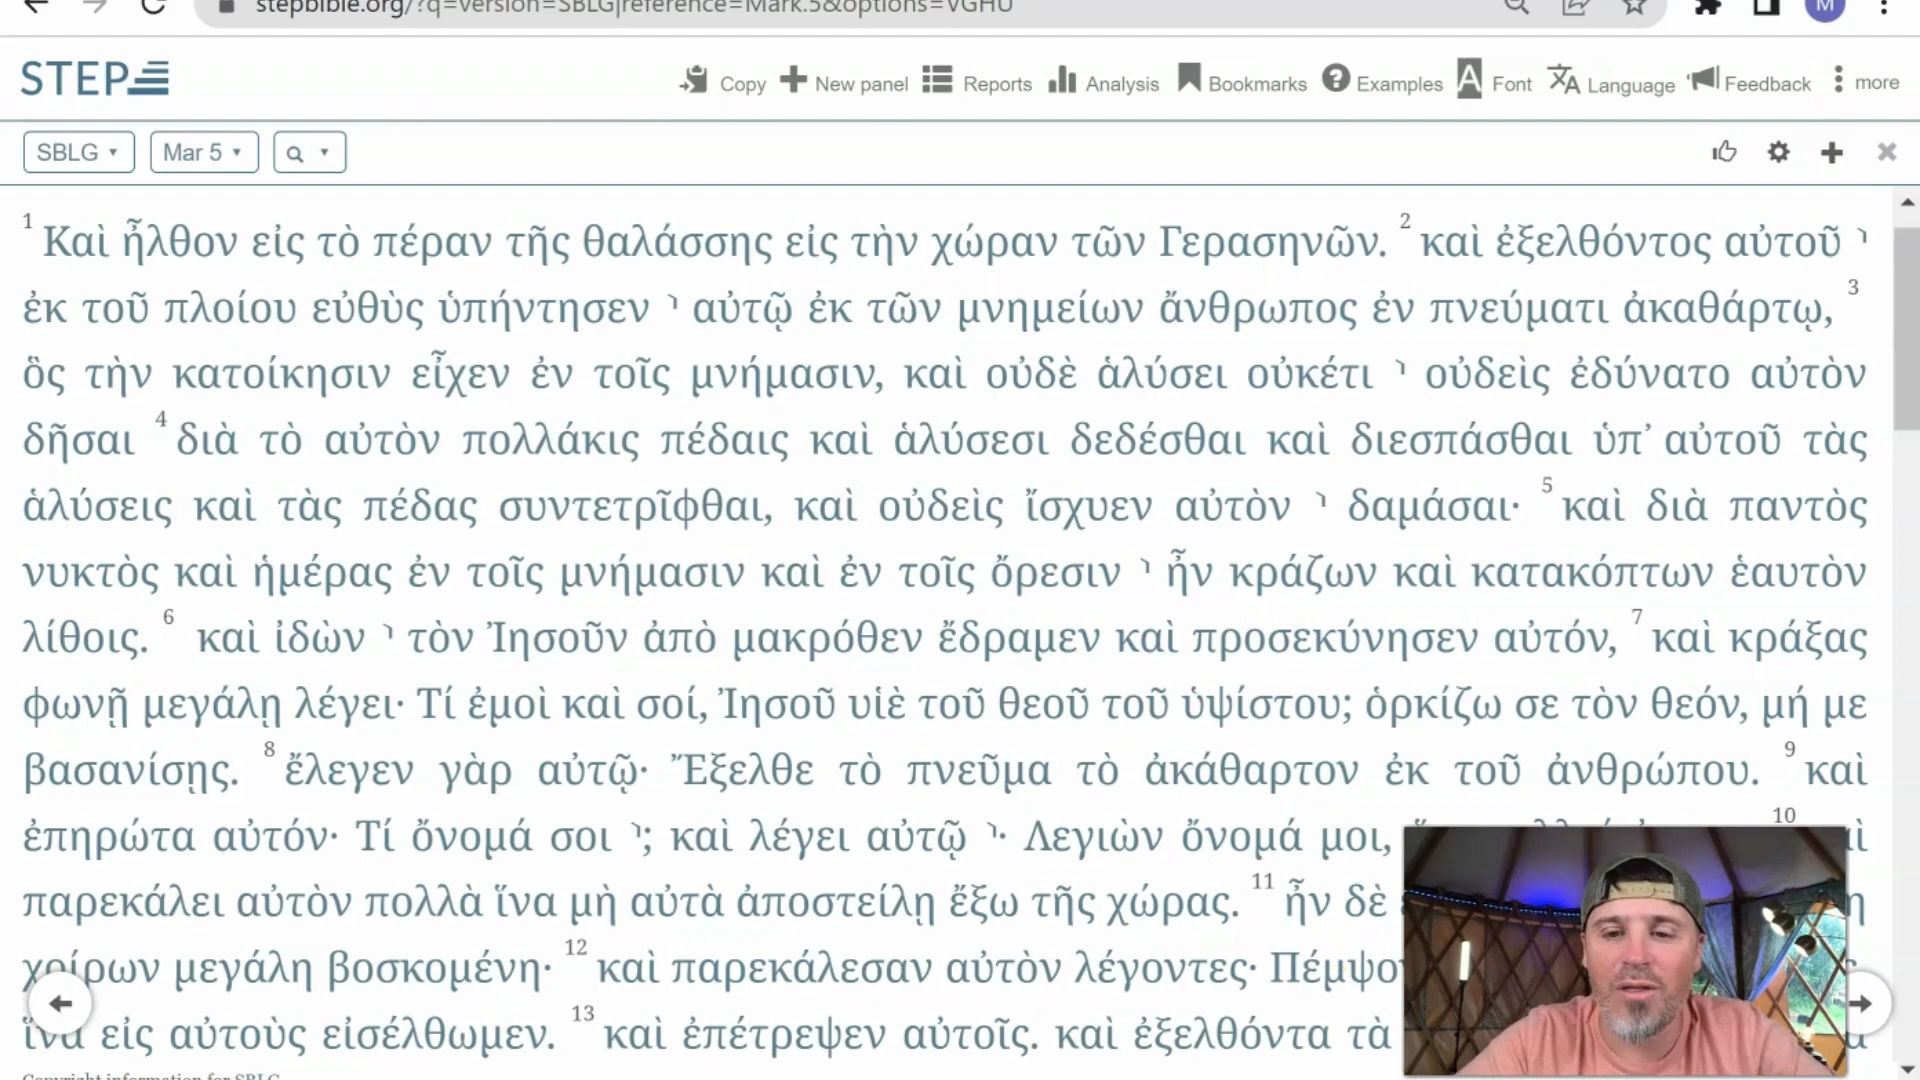 stepbible.org/?q=version=SBLG|reference=Mark.5&options=VGHU M
STEP Copy New panel Reports Analysis Bookmarks Examples A Font Language Feedback more
SBLG Mar 5
1 Καὶ ἦλθον εἰς τὸ πέραν τῆς θαλάσσης εἰς τὴν χώραν τῶν Γερασηνῶν. 2 καὶ ἐξελθόντος αὐτοῦ ⸃
ἐκ τοῦ πλοίου εὐθὺς ὑπήντησεν ⸃ αὐτῷ ἐκ τῶν μνημείων ἄνθρωπος ἐν πνεύματι ἀκαθάρτῳ, 3
ὃς τὴν κατοίκησιν εἶχεν ἐν τοῖς μνήμασιν, καὶ οὐδὲ ἁλύσει οὐκέτι ⸃ οὐδεὶς ἐδύνατο αὐτὸν
δῆσαι 4 διὰ τὸ αὐτὸν πολλάκις πέδαις καὶ ἁλύσεσι δεδέσθαι καὶ διεσπάσθαι ὑπ’ αὐτοῦ τὰς
ἁλύσεις καὶ τὰς πέδας συντετρῖφθαι, καὶ οὐδεὶς ἴσχυεν αὐτὸν ⸃ δαμάσαι· 5 καὶ διὰ παντὸς
νυκτὸς καὶ ἡμέρας ἐν τοῖς μνήμασιν καὶ ἐν τοῖς ὄρεσιν ⸃ ἦν κράζων καὶ κατακόπτων ἑαυτὸν
λίθοις. 6 καὶ ἰδὼν ⸃ τὸν Ἰησοῦν ἀπὸ μακρόθεν ἔδραμεν καὶ προσεκύνησεν αὐτόν, 7 καὶ κράξας
φωνῇ μεγάλῃ λέγει· Τί ἐμοὶ καὶ σοί, Ἰησοῦ υἱὲ τοῦ θεοῦ τοῦ ὑψίστου; ὁρκίζω σε τὸν θεόν, μή με
βασανίσῃς. 8 ἔλεγεν γὰρ αὐτῷ· Ἔξελθε τὸ πνεῦμα τὸ ἀκάθαρτον ἐκ τοῦ ἀνθρώπου. 9 καὶ
ἐπηρώτα αὐτόν· Τί ὄνομά σοι ⸃; καὶ λέγει αὐτῷ ⸃· Λεγιὼν ὄνομά μοι, 10
παρεκάλει αὐτὸν πολλὰ ἵνα μὴ αὐτὰ ἀποστείλῃ ἔξω τῆς χώρας. 11 ἦν δὲ
χοίρων μεγάλη βοσκομένη· 12 καὶ παρεκάλεσαν αὐτὸν λέγοντες·
ἵνα εἰς αὐτοὺς εἰσέλθωμεν. 13 καὶ ἐπέτρεψεν αὐτοῖς. καὶ ἐξελθόντα τὰ
Copyright information for SBLG